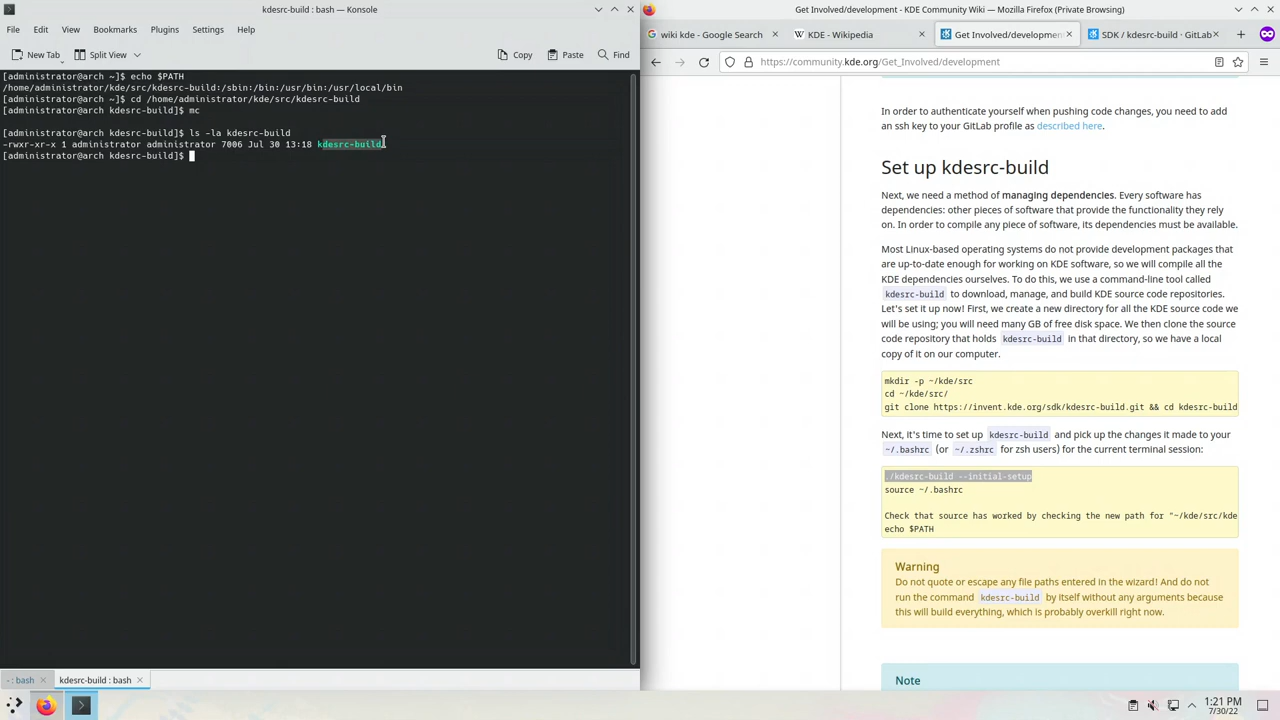 kdesrc-build : bash — Konsole
File Edit View Bookmarks Plugins Settings Help
New Tab Split View Copy Paste Find
[administrator@arch ~]$ echo $PATH
/home/administrator/kde/src/kdesrc-build:/sbin:/bin:/usr/bin:/usr/local/bin
[administrator@arch ~]$ cd /home/administrator/kde/src/kdesrc-build
[administrator@arch kdesrc-build]$ mc
[administrator@arch kdesrc-build]$ ls -la kdesrc-build
-rwxr-xr-x 1 administrator administrator 7006 Jul 30 13:18 kdesrc-build
[administrator@arch kdesrc-build]$
- : bash
kdesrc-build : bash
Get Involved/development - KDE Community Wiki — Mozilla Firefox (Private Browsing)
wiki kde - Google Search
KDE - Wikipedia
Get Involved/development
SDK / kdesrc-build · GitLab
https://community.kde.org/Get_Involved/development
In order to authenticate yourself when pushing code changes, you need to
add an ssh key to your GitLab profile as described here.
Set up kdesrc-build
Next, we need a method of managing dependencies. Every software has
dependencies: other pieces of software that provide the functionality they rely
on. In order to compile any piece of software, its dependencies must be available.
Most Linux-based operating systems do not provide development packages that
are up-to-date enough for working on KDE software, so we will compile all the
KDE dependencies ourselves. To do this, we use a command-line tool called
kdesrc-build to download, manage, and build KDE source code repositories.
Let's set it up now! First, we create a new directory for all the KDE source code we
will be using; you will need many GB of free disk space. We then clone the source
code repository that holds kdesrc-build in that directory, so we have a local
copy of it on our computer.
mkdir -p ~/kde/src
cd ~/kde/src/
git clone https://invent.kde.org/sdk/kdesrc-build.git && cd kdesrc-build
Next, it's time to set up kdesrc-build and pick up the changes it made to your
~/.bashrc (or ~/.zshrc for zsh users) for the current terminal session:
./kdesrc-build --initial-setup
source ~/.bashrc
Check that source has worked by checking the new path for "~/kde/src/kde
echo $PATH
Warning
Do not quote or escape any file paths entered in the wizard! And do not
run the command kdesrc-build by itself without any arguments because
this will build everything, which is probably overkill right now.
Note
1:21 PM
7/30/22